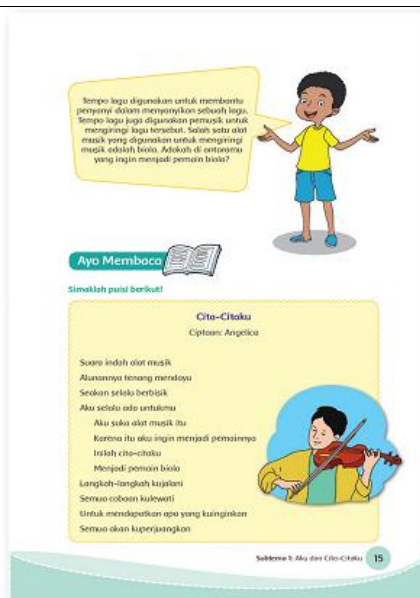 Tempo lagu digunakan untuk membantu
penyanyi dalam menyanyikan sebuah lagu.
Tempo lagu juga digunakan pemusik untuk
mengiringi lagu tersebut. Salah satu alat
musik yang digunakan untuk mengiringi
musik adalah biola. Adakah di antaramu
yang ingin menjadi pemain biola?
Ayo Membaca
Simaklah puisi berikut!
Cita-Citaku
Ciptaan: Angelica
Suara indah alat musik
Alunannya tenang mendayu
Seakan selalu berbisik
Aku selalu ada untukmu
Aku suka alat musik itu
Karena itu aku ingin menjadi pemainnya
Inilah cita-citaku
Menjadi pemain biola
Langkah-langkah kujalani
Semua cobaan kulewati
Untuk mendapatkan apa yang kuinginkan
Semua akan kuperjuangkan
Subtema 1: Aku dan Cita-Citaku 15